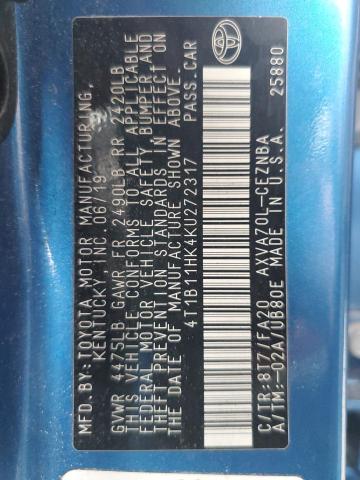 MFD.BY:TOYOTA MOTOR MANUFACTURING,
KENTUCKY, INC. 06/19
GVWR 4475LB GAWR FR 2490LB RR 2420LB
THIS VEHICLE CONFORMS TO ALL APPLICABLE
FEDERAL MOTOR VEHICLE SAFETY, BUMPER, AND
THEFT PREVENTION STANDARDS IN EFFECT ON
THE DATE OF MANUFACTURE SHOWN ABOVE.
4T1B11HK4KU272317 PASS.CAR
C/TR:8T7/FA20 AXVA70L-CEZNBA
A/TM:-02A/UB80E MADE IN U.S.A. 25880